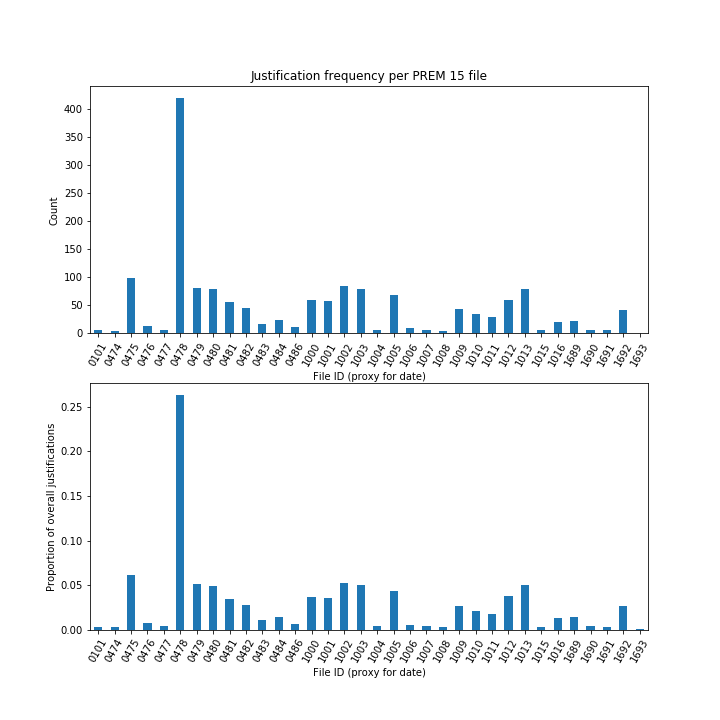 Justification frequency per PREM 15 file
Count
400
350
300
250
200
150
100
50
0
0101 0474 0475 0476 0477 0478 0479 0480 0481 0482 0483 0484 0486 1000 1001 1002 1003 1004 1005 1006 1007 1008 1009 1010 1011 1012 1013 1015 1016 1689 1690 1691 1692 1693
File ID (proxy for date)
Proportion of overall justifications
0.25
0.20
0.15
0.10
0.05
0.00
0101 0474 0475 0476 0477 0478 0479 0480 0481 0482 0483 0484 0486 1000 1001 1002 1003 1004 1005 1006 1007 1008 1009 1010 1011 1012 1013 1015 1016 1689 1690 1691 1692 1693
File ID (proxy for date)